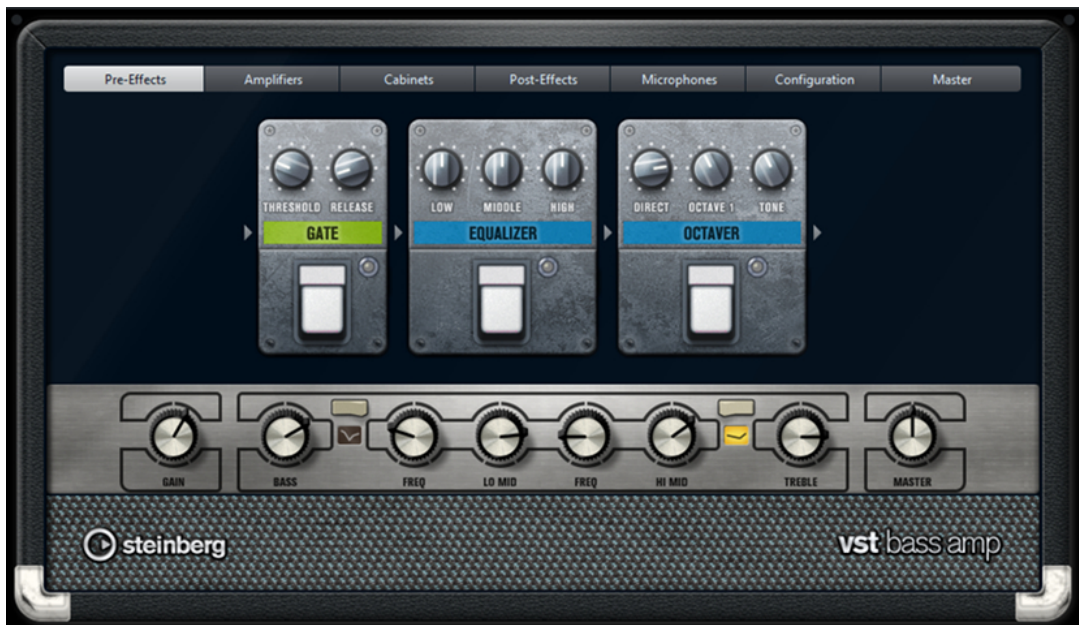 Pre-Effects Amplifiers Cabinets Post-Effects Microphones Configuration Master
THRESHOLD RELEASE LOW MIDDLE HIGH DIRECT OCTAVE 1 TONE
GATE EQUALIZER OCTAVER
GAIN BASS FREQ LO MID FREQ HI MID TREBLE MASTER
steinberg vst bass amp